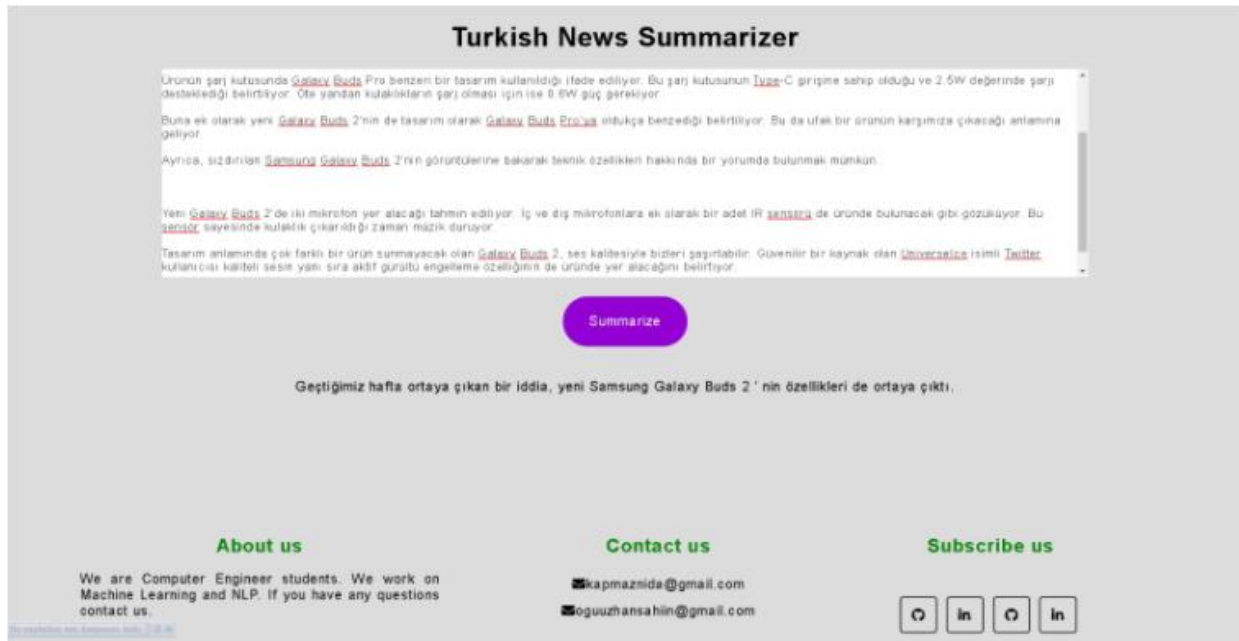 Turkish News Summarizer
Ürünün şarj kutusunda Galaxy Buds Pro benzeri bir tasarım kullanıldığı ifade ediliyor. Bu şarj kutusunun Type-C girişine sahip olduğu ve 2.5W değerinde şarjı
desteklediği belirtiliyor. Öte yandan kulaklıkların şarj olması için ise 0.6W güç gerekiyor.
Buna ek olarak yeni Galaxy Buds 2'nin de tasarım olarak Galaxy Buds Pro'ya oldukça benzediği belirtiliyor. Bu da ufak bir ürünün karşımıza çıkacağı anlamına
geliyor.
Ayrıca, sızdırılan Samsung Galaxy Buds 2'nin görüntülerine bakarak teknik özellikleri hakkında bir yorumda bulunmak mümkün.
Yeni Galaxy Buds 2'de iki mikrofon yer alacağı tahmin ediliyor. İç ve dış mikrofonlara ek olarak bir adet IR sensörü de üründe bulunacak gibi gözüküyor. Bu
sensör sayesinde kulaklık çıkarıldığı zaman müzik duruyor.
Tasarım anlamında çok farklı bir ürün sunmayacak olan Galaxy Buds 2, ses kalitesiyle bizleri şaşırtabilir. Güvenilir bir kaynak olan UniverseIce isimli Twitter
kullanıcısı kaliteli sesin yanı sıra aktif gürültü engelleme özelliğinin de üründe yer alacağını belirtiyor.
Summarize
Geçtiğimiz hafta ortaya çıkan bir iddia, yeni Samsung Galaxy Buds 2 ' nin özellikleri de ortaya çıktı.
About us
We are Computer Engineer students. We work on
Machine Learning and NLP. If you have any questions
contact us.
Contact us
kapmaznida@gmail.com
oguuzhansahiin@gmail.com
Subscribe us
in
in